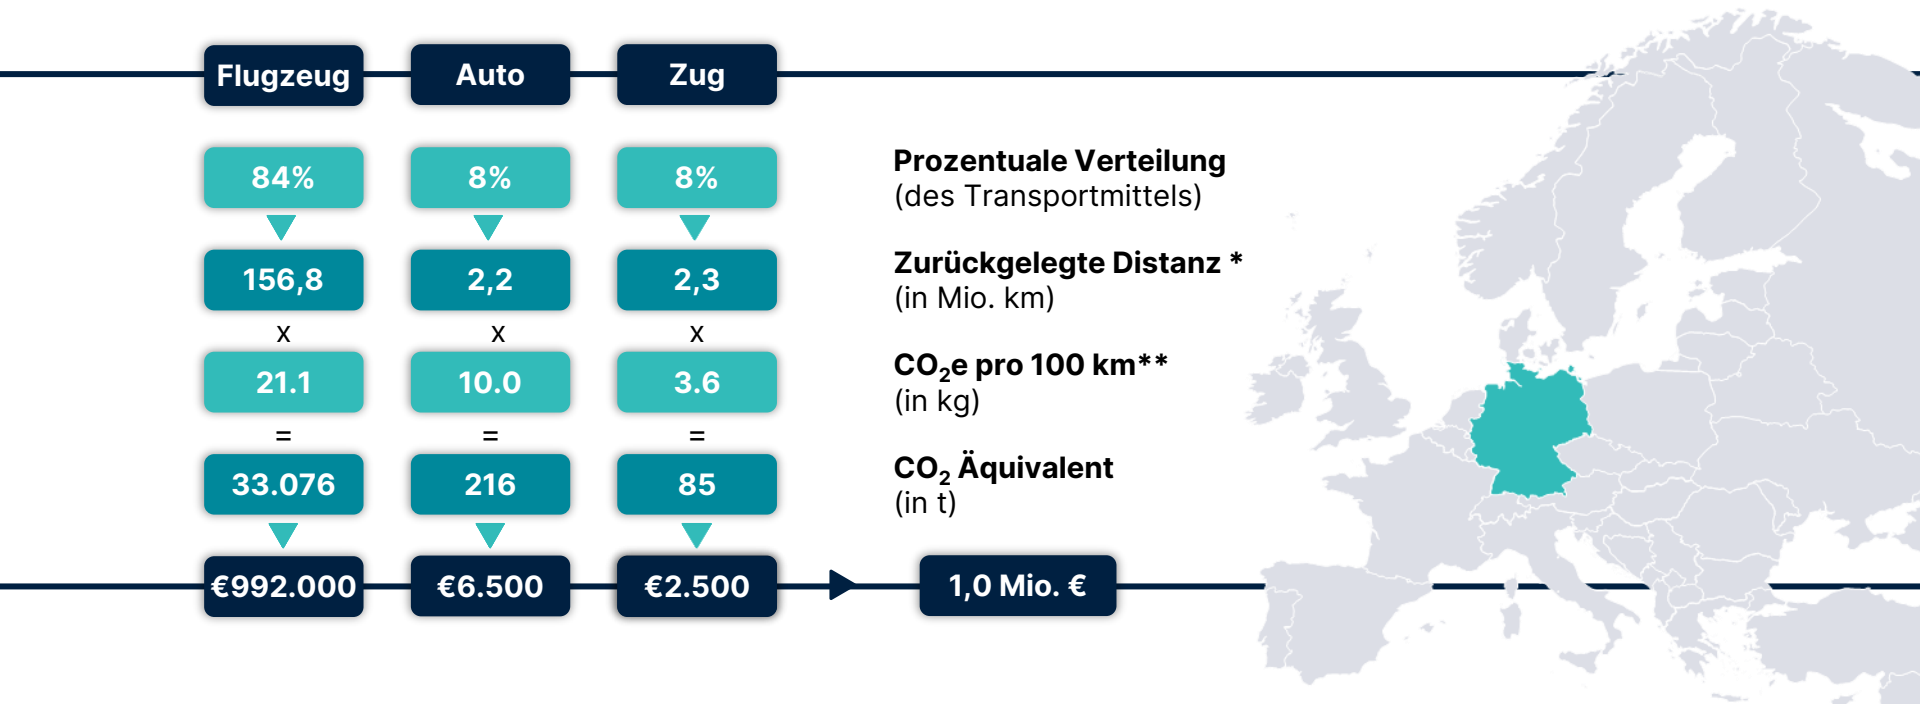 Flugzeug Auto Zug
84% 8% 8%
Prozentuale Verteilung
(des Transportmittels)
156,8 2,2 2,3
Zurückgelegte Distanz *
(in Mio. km)
x x x
21.1 10.0 3.6
CO₂e pro 100 km**
(in kg)
= = =
33.076 216 85
CO₂ Äquivalent
(in t)
€992.000 €6.500 €2.500 1,0 Mio. €